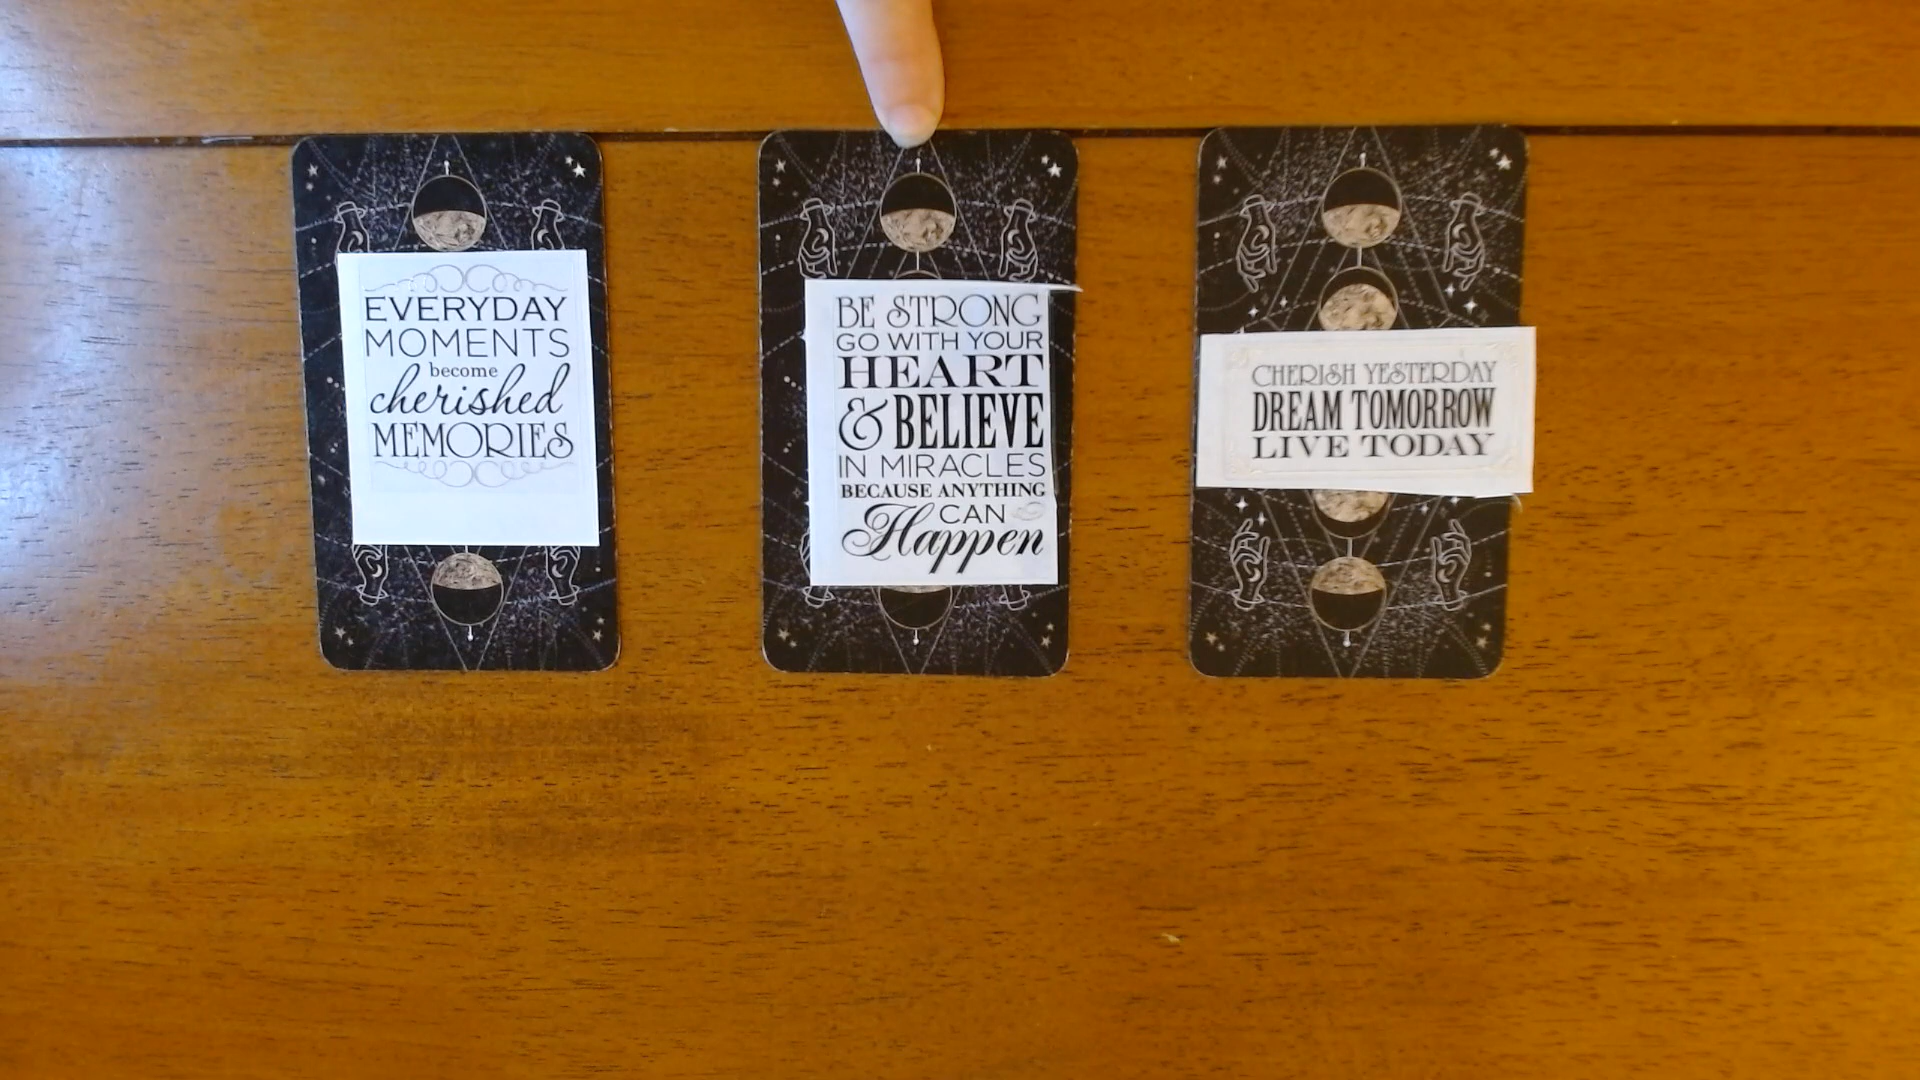 EVERYDAY
MOMENTS
become
cherished
MEMORIES
BE STRONG
GO WITH YOUR
HEART
& BELIEVE
IN MIRACLES
BECAUSE ANYTHING
CAN
Happen
CHERISH YESTERDAY
DREAM TOMORROW
LIVE TODAY